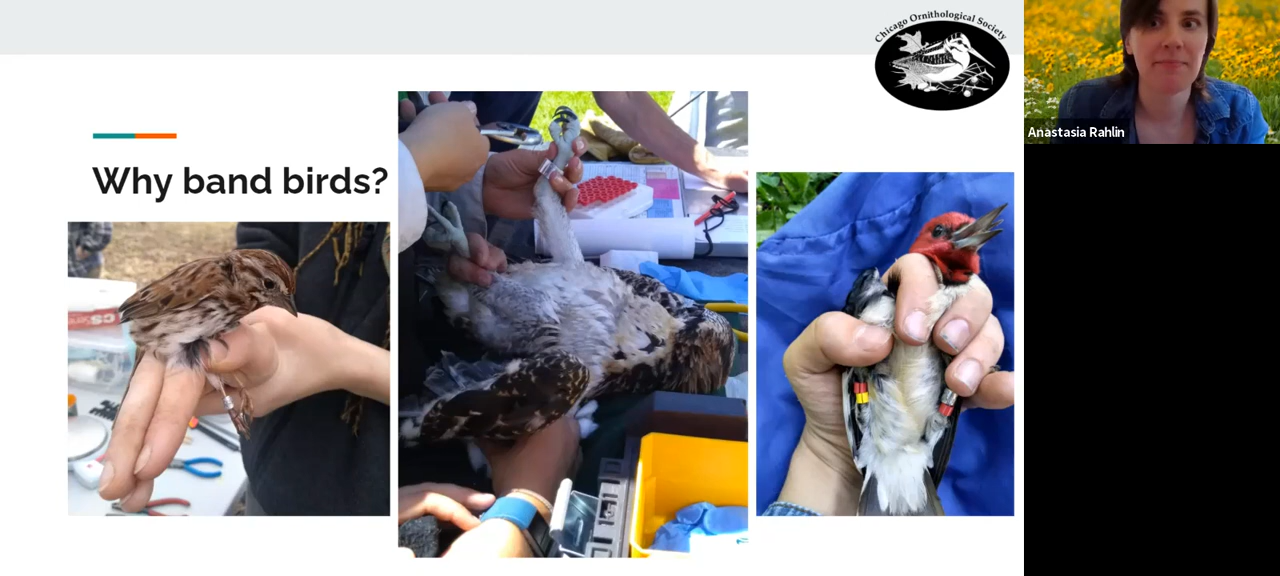 Chicago Ornithological Society
Anastasia Rahlin
Why band birds?